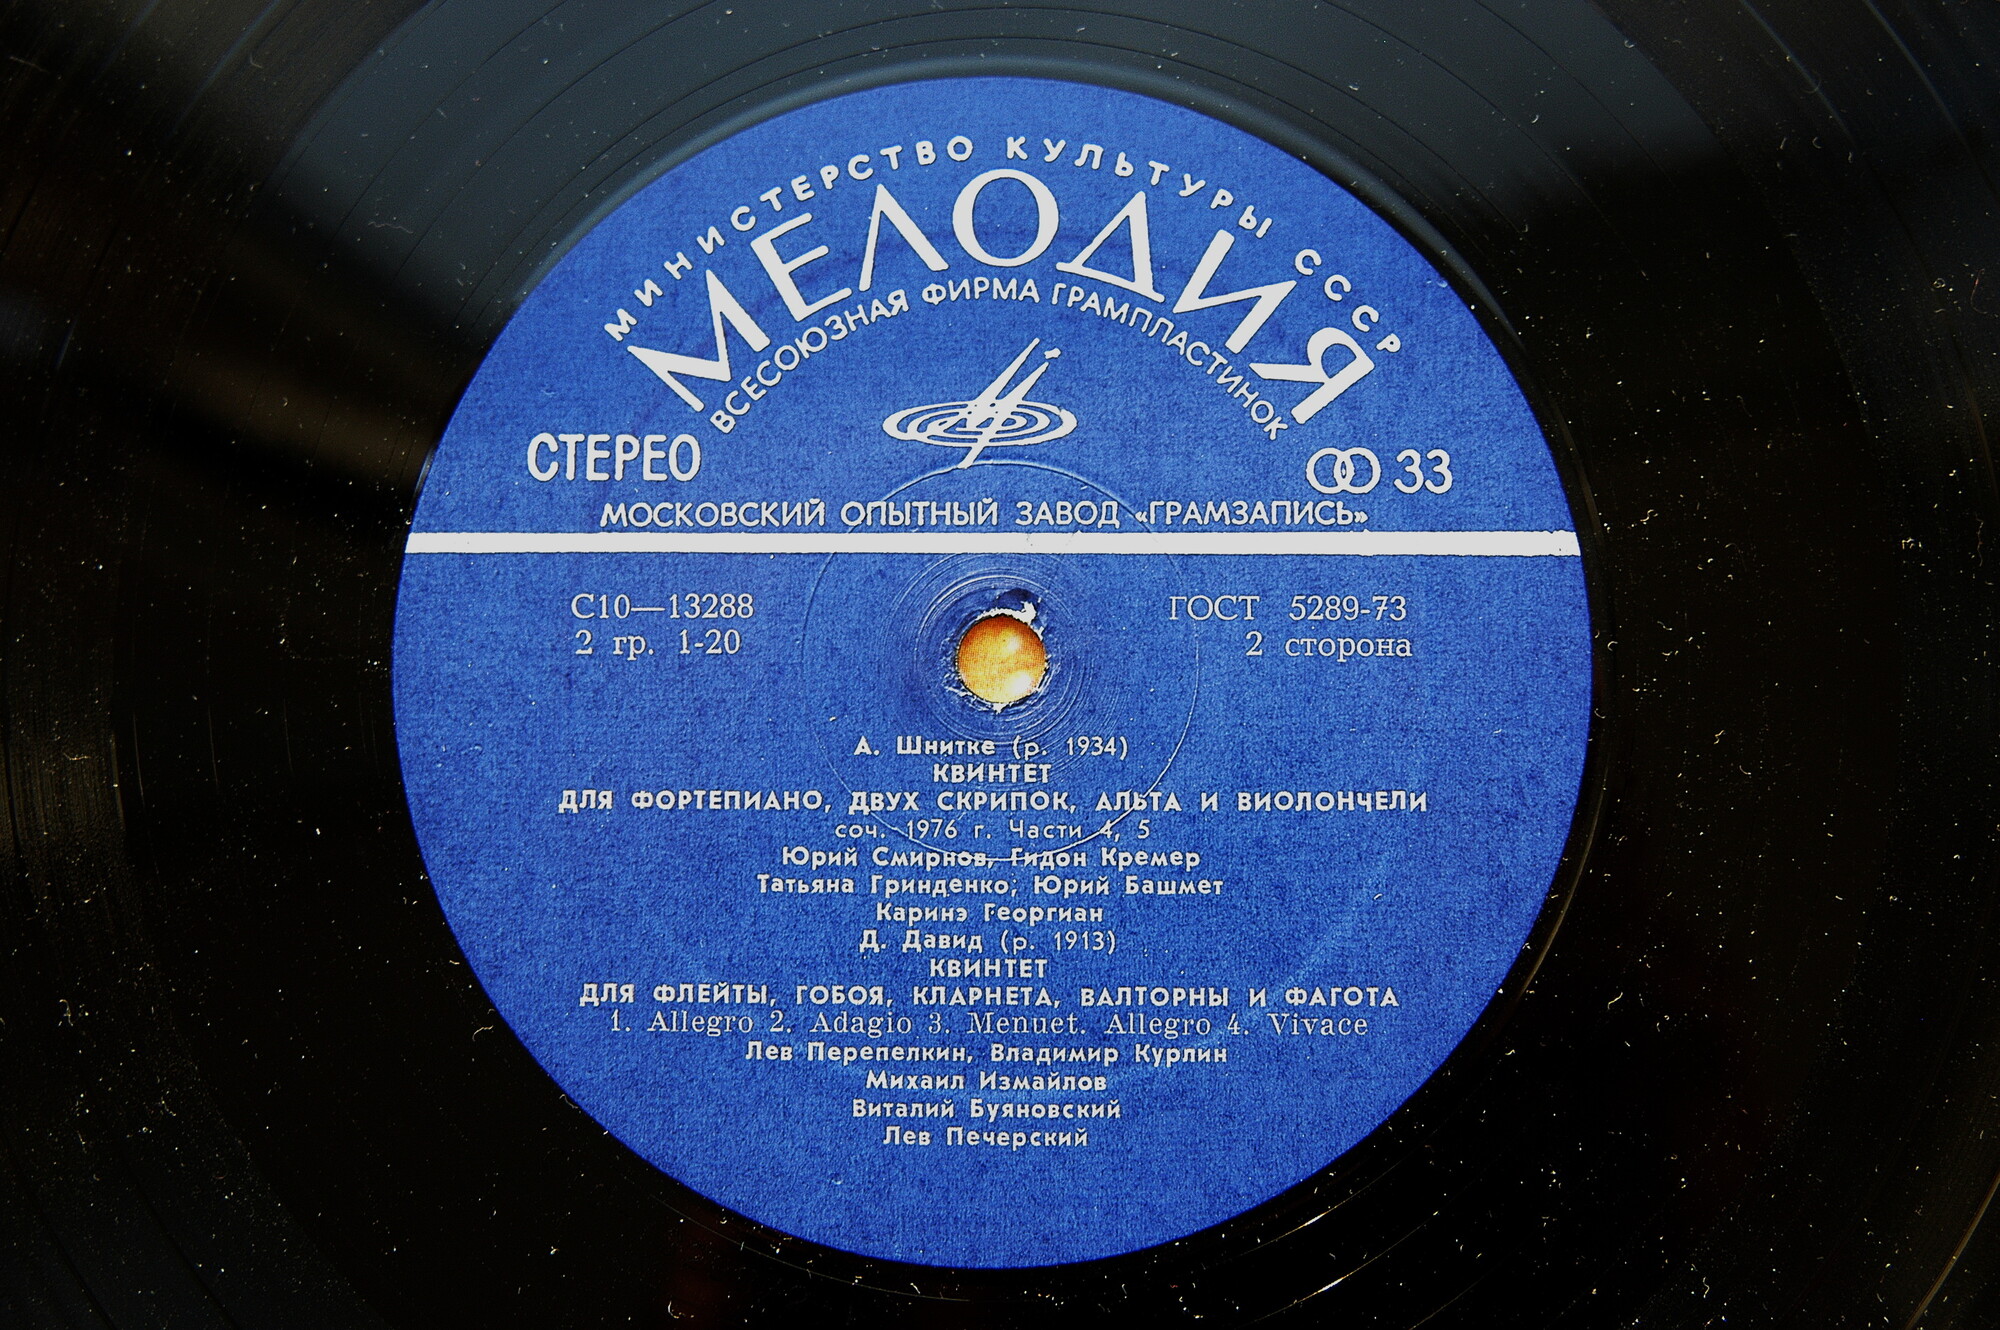 МИНИСТЕРСТВО КУЛЬТУРЫ СССР
МЕЛОДИЯ
ВСЕСОЮЗНАЯ ФИРМА ГРАМПЛАСТИНОК
СТЕРЕО
33
МОСКОВСКИЙ ОПЫТНЫЙ ЗАВОД «ГРАМЗАПИСЬ»
С10—13288
ГОСТ 5289-73
2 гр. 1-20
2 сторона
А. Шнитке (р. 1934)
КВИНТЕТ
ДЛЯ ФОРТЕПИАНО, ДВУХ СКРИПОК, АЛЬТА И ВИОЛОНЧЕЛИ
соч. 1976 г. Части 4, 5
Юрий Смирнов, Гидон Кремер
Татьяна Гринденко, Юрий Башмет
Каринэ Георгиан
Д. Давид (р. 1913)
КВИНТЕТ
ДЛЯ ФЛЕЙТЫ, ГОБОЯ, КЛАРНЕТА, ВАЛТОРНЫ И ФАГОТА
1. Allegro 2. Adagio 3. Menuet. Allegro 4. Vivace
Лев Перепелкин, Владимир Курлин
Михаил Измайлов
Виталий Буяновский
Лев Печерский